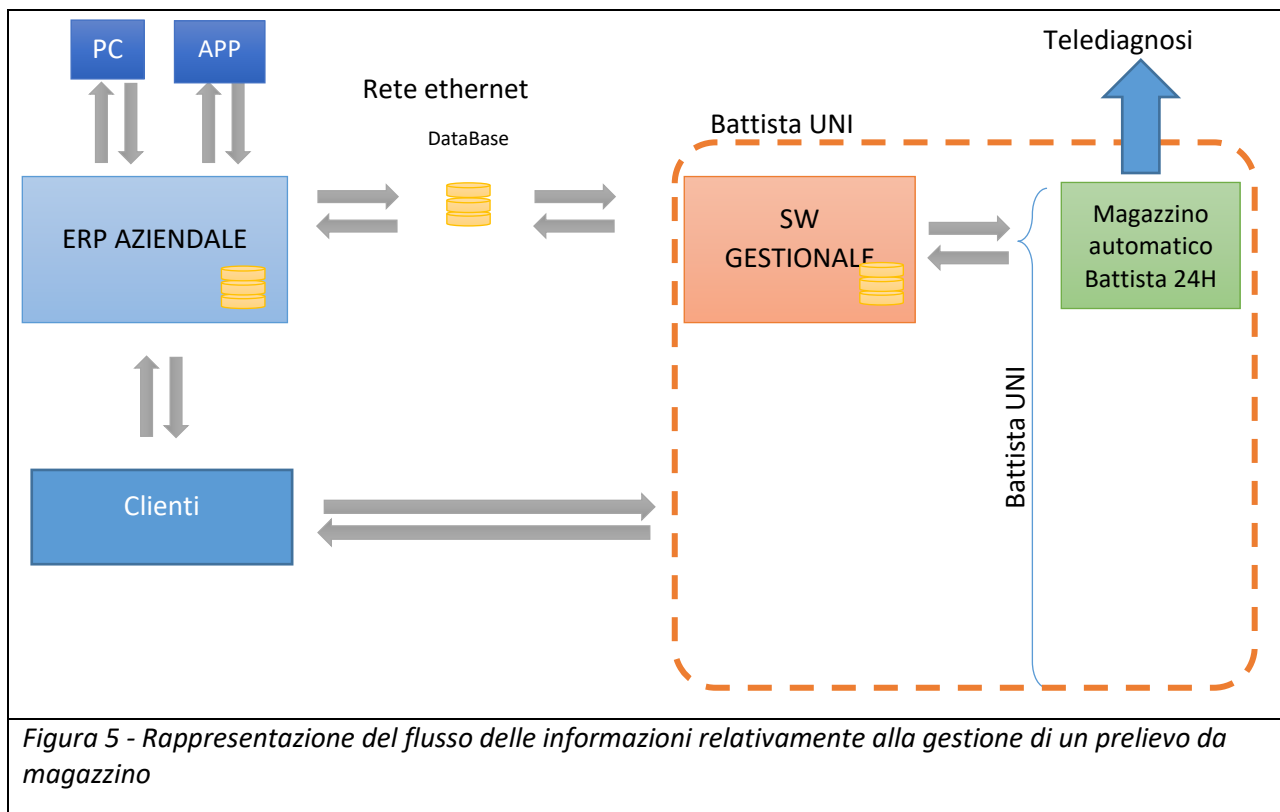 PC
APP
Telediagnosi
Rete ethernet
DataBase
Battista UNI
ERP AZIENDALE
SW
GESTIONALE
Magazzino
automatico
Battista 24H
Battista UNI
Clienti
Figura 5 - Rappresentazione del flusso delle informazioni relativamente alla gestione di un prelievo da
magazzino